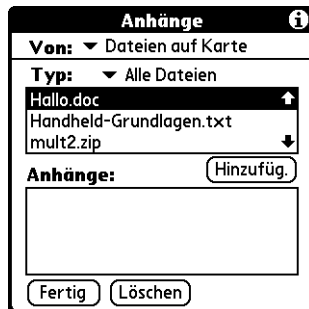 Anhänge
Von: Dateien auf Karte
Typ: Alle Dateien
Hallo.doc
Handheld-Grundlagen.txt
mult2.zip
Anhänge:
Hinzufüg.
Fertig Löschen